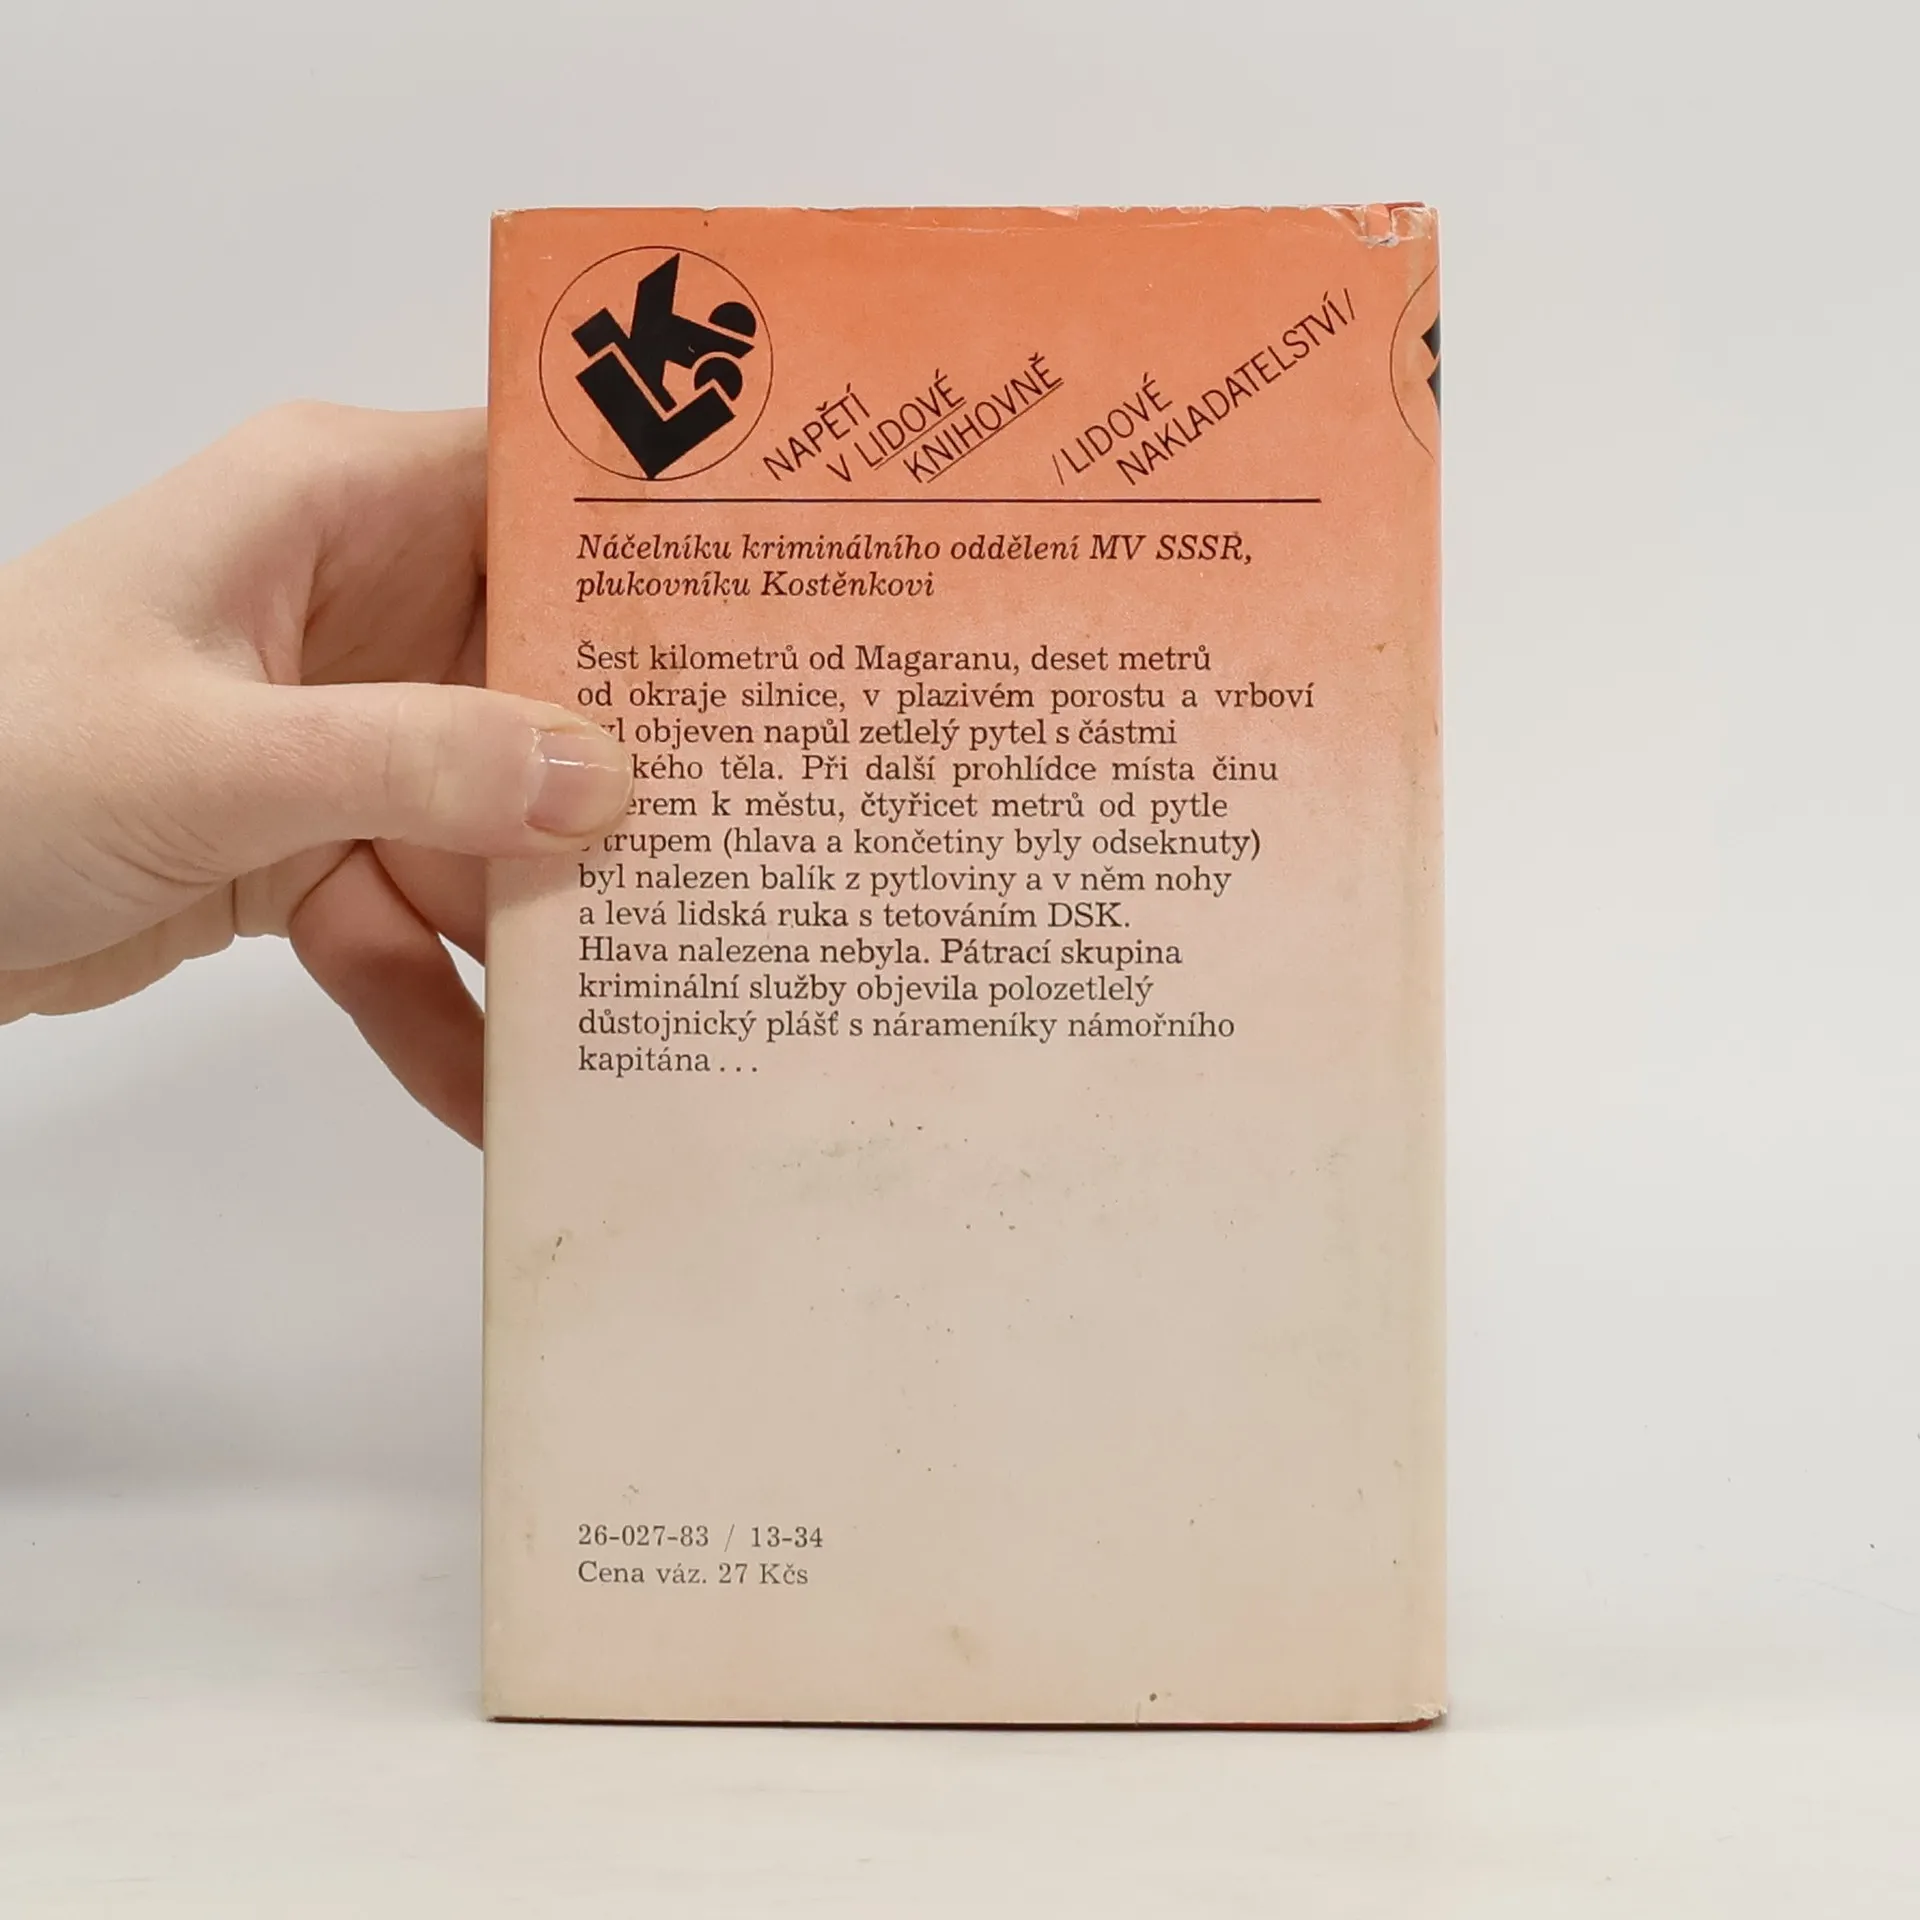 LK
NAPĚTÍ
V LIDOVÉ
KNIHOVNĚ
/LIDOVÉ
NAKLADATELSTVÍ/
Náčelníku kriminálního oddělení MV SSSR,
plukovníku Kostěnkovi
Šest kilometrů od Magaranu, deset metrů
od okraje silnice, v plazivém porostu a vrboví
objeven napůl zetlelý pytel s částmi
těla. Při další prohlídce místa činu
k městu, čtyřicet metrů od pytle
trupem (hlava a končetiny byly odseknuty)
byl nalezen balík z pytloviny a v něm nohy
a levá lidská ruka s tetováním DSK.
Hlava nalezena nebyla. Pátrací skupina
kriminální služby objevila polozetlelý
důstojnický plášť s nárameníky námořního
kapitána...
26-027-83 / 13-34
Cena váz. 27 Kčs